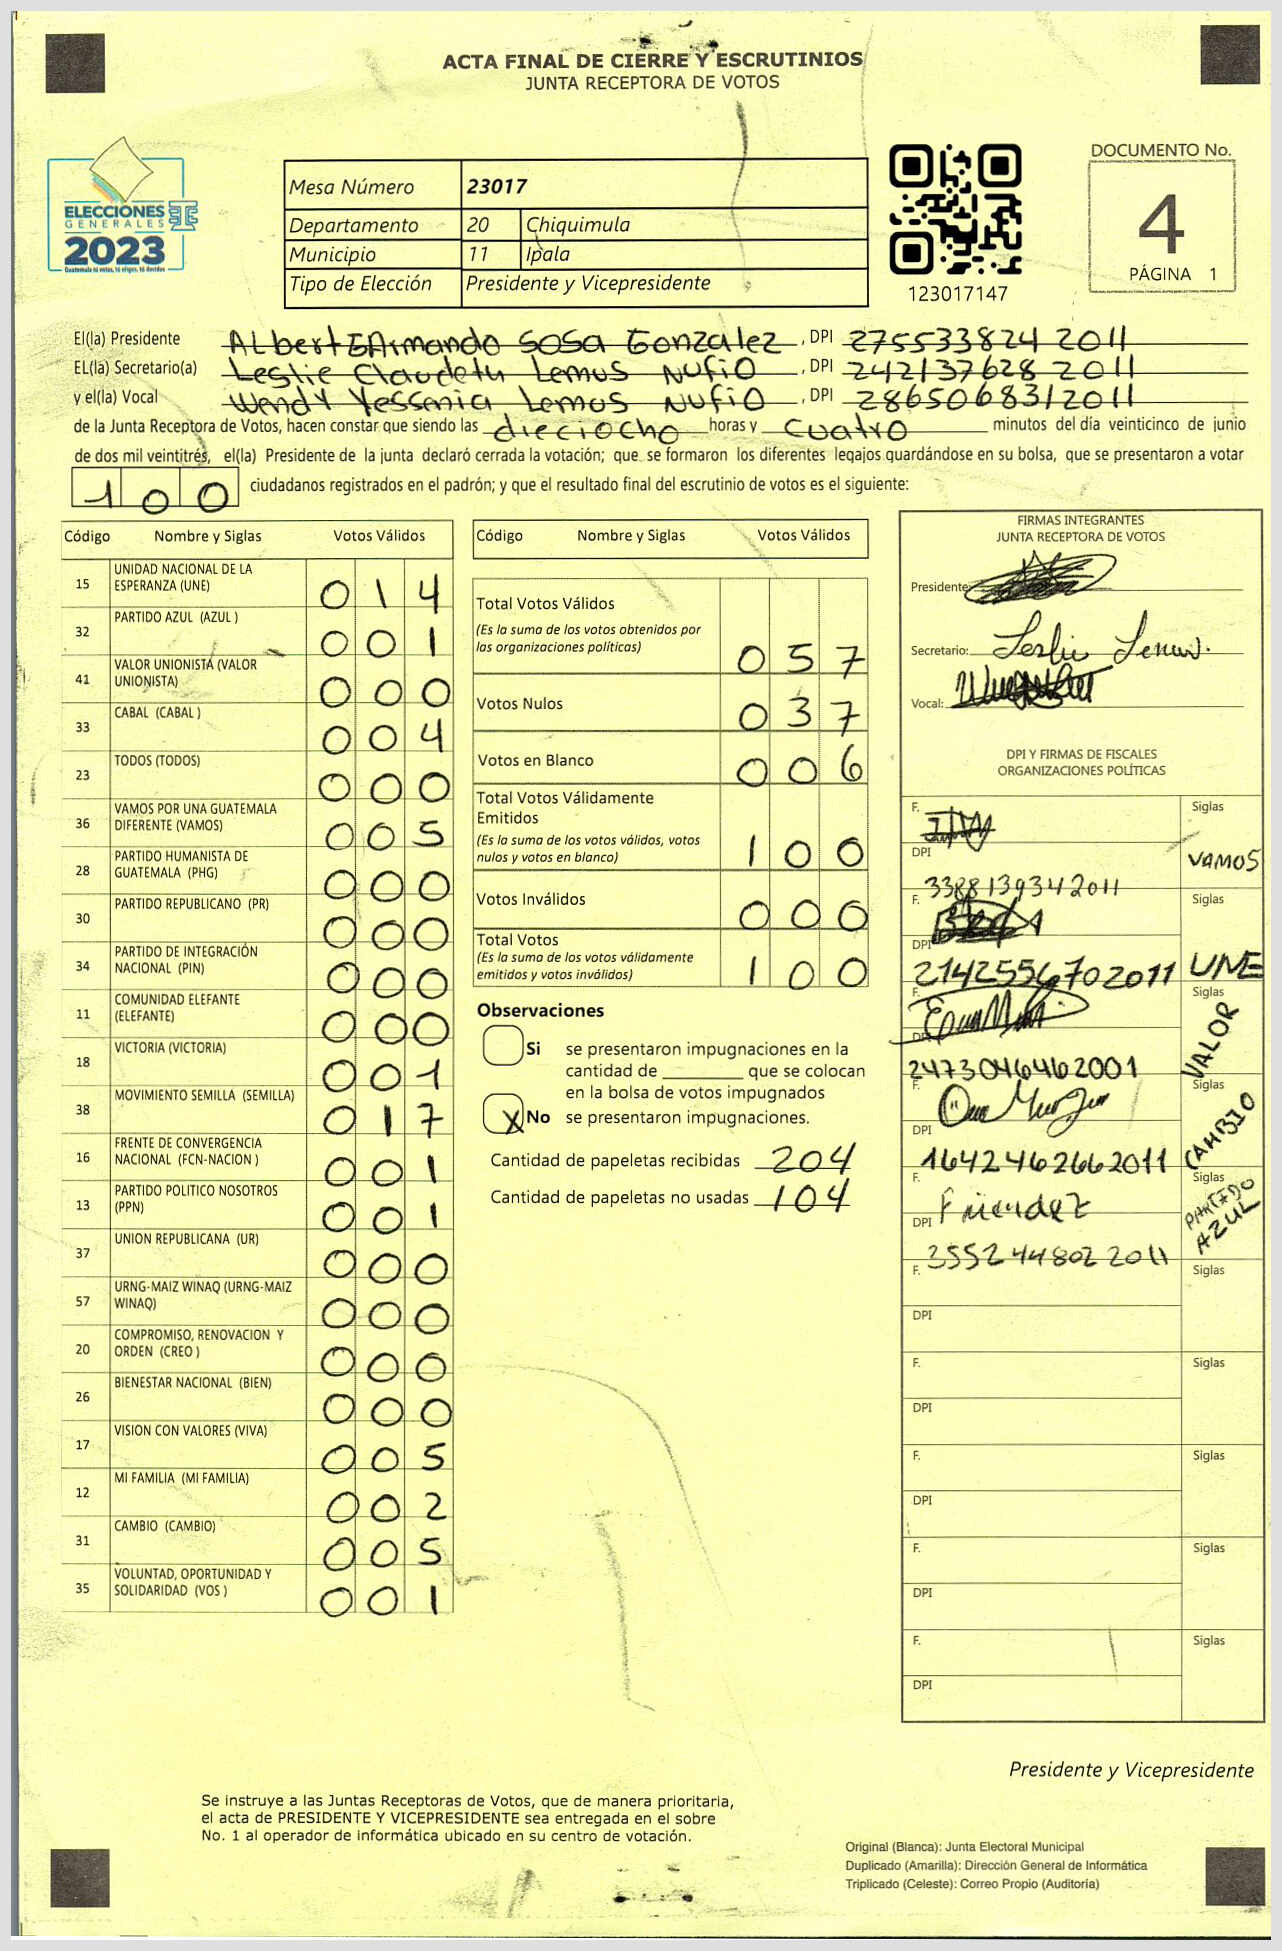 ACTA FINAL DE CIERRE Y ESCRUTINIOS
JUNTA RECEPTORA DE VOTOS
ELECCIONES
GENERALES
2023
Guatemala tú votas, tú eliges, tú decides
Mesa Número 23017
Departamento 20 Chiquimula
Municipio 11 Ipala
Tipo de Elección Presidente y Vicepresidente
123017147
DOCUMENTO No.
4
PÁGINA 1
El(la) Presidente Albert Armando Sosa Gonzalez, DPI 275533824 2011
EL(la) Secretario(a) Leslie Claudeth Lemus Nufio, DPI 242137628 2011
y el(la) Vocal Wendy Yessenia Lemus Nufio, DPI 286506831 2011
de la Junta Receptora de Votos, hacen constar que siendo las dieciocho horas y cuatro minutos del día veinticinco de junio
de dos mil veintitrés, el(la) Presidente de la junta declaró cerrada la votación; que se formaron los diferentes legajos guardándose en su bolsa, que se presentaron a votar
100 ciudadanos registrados en el padrón; y que el resultado final del escrutinio de votos es el siguiente:
Código Nombre y Siglas Votos Válidos
15 UNIDAD NACIONAL DE LA ESPERANZA (UNE) 014
32 PARTIDO AZUL (AZUL ) 001
41 VALOR UNIONISTA (VALOR UNIONISTA) 000
33 CABAL (CABAL ) 004
23 TODOS (TODOS) 000
36 VAMOS POR UNA GUATEMALA DIFERENTE (VAMOS) 005
28 PARTIDO HUMANISTA DE GUATEMALA (PHG) 000
30 PARTIDO REPUBLICANO (PR) 000
34 PARTIDO DE INTEGRACIÓN NACIONAL (PIN) 000
11 COMUNIDAD ELEFANTE (ELEFANTE) 000
18 VICTORIA (VICTORIA) 001
38 MOVIMIENTO SEMILLA (SEMILLA) 017
16 FRENTE DE CONVERGENCIA NACIONAL (FCN-NACION ) 001
13 PARTIDO POLITICO NOSOTROS (PPN) 001
37 UNION REPUBLICANA (UR) 000
57 URNG-MAIZ WINAQ (URNG-MAIZ WINAQ) 000
20 COMPROMISO, RENOVACION Y ORDEN (CREO ) 000
26 BIENESTAR NACIONAL (BIEN) 000
17 VISION CON VALORES (VIVA) 005
12 MI FAMILIA (MI FAMILIA) 002
31 CAMBIO (CAMBIO) 005
35 VOLUNTAD, OPORTUNIDAD Y SOLIDARIDAD (VOS ) 001
Código Nombre y Siglas Votos Válidos
Total Votos Válidos
(Es la suma de los votos obtenidos por
las organizaciones políticas) 057
Votos Nulos 037
Votos en Blanco 006
Total Votos Válidamente
Emitidos
(Es la suma de los votos válidos, votos
nulos y votos en blanco) 100
Votos Inválidos 000
Total Votos
(Es la suma de los votos válidamente
emitidos y votos inválidos) 100
Observaciones
Si se presentaron impugnaciones en la
cantidad de ________ que se colocan
en la bolsa de votos impugnados
X No se presentaron impugnaciones.
Cantidad de papeletas recibidas 204
Cantidad de papeletas no usadas 104
FIRMAS INTEGRANTES
JUNTA RECEPTORA DE VOTOS
Presidente:
Secretario: Leslie Lemus.
Vocal:
DPI Y FIRMAS DE FISCALES
ORGANIZACIONES POLÍTICAS
F. Siglas
DPI 3388139342011 VAMOS
F. Siglas
DPI 2142556702011 UNE
F. Siglas
DPI 2473046462001 VALOR
F. Siglas
DPI 1642462662011 CAMBIO
F. Siglas
DPI 3552448022011 PARTIDO AZUL
F. Siglas
DPI
F. Siglas
DPI
F. Siglas
DPI
F. Siglas
DPI
F. Siglas
DPI
Presidente y Vicepresidente
Se instruye a las Juntas Receptoras de Votos, que de manera prioritaria,
el acta de PRESIDENTE Y VICEPRESIDENTE sea entregada en el sobre
No. 1 al operador de informática ubicado en su centro de votación.
Original (Blanca): Junta Electoral Municipal
Duplicado (Amarilla): Dirección General de Informática
Triplicado (Celeste): Correo Propio (Auditoría)